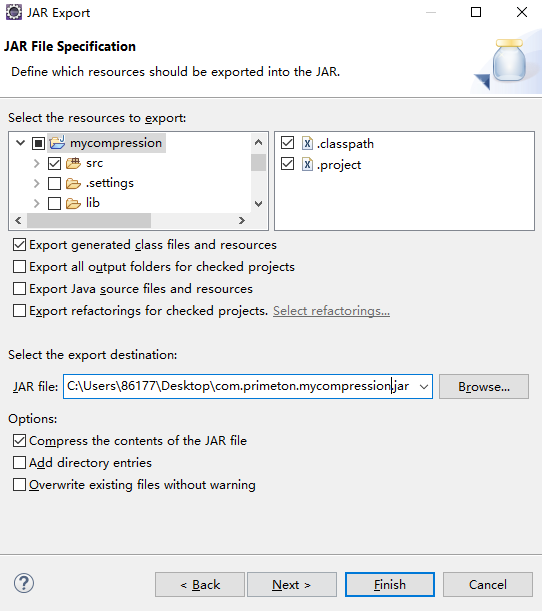 JAR Export
JAR File Specification
Define which resources should be exported into the JAR.
Select the resources to export:
mycompression
src
.settings
lib
.classpath
.project
Export generated class files and resources
Export all output folders for checked projects
Export Java source files and resources
Export refactorings for checked projects. Select refactorings...
Select the export destination:
JAR file: C:\Users\86177\Desktop\com.primeton.mycompression.jar Browse...
Options:
Compress the contents of the JAR file
Add directory entries
Overwrite existing files without warning
? < Back Next > Finish Cancel